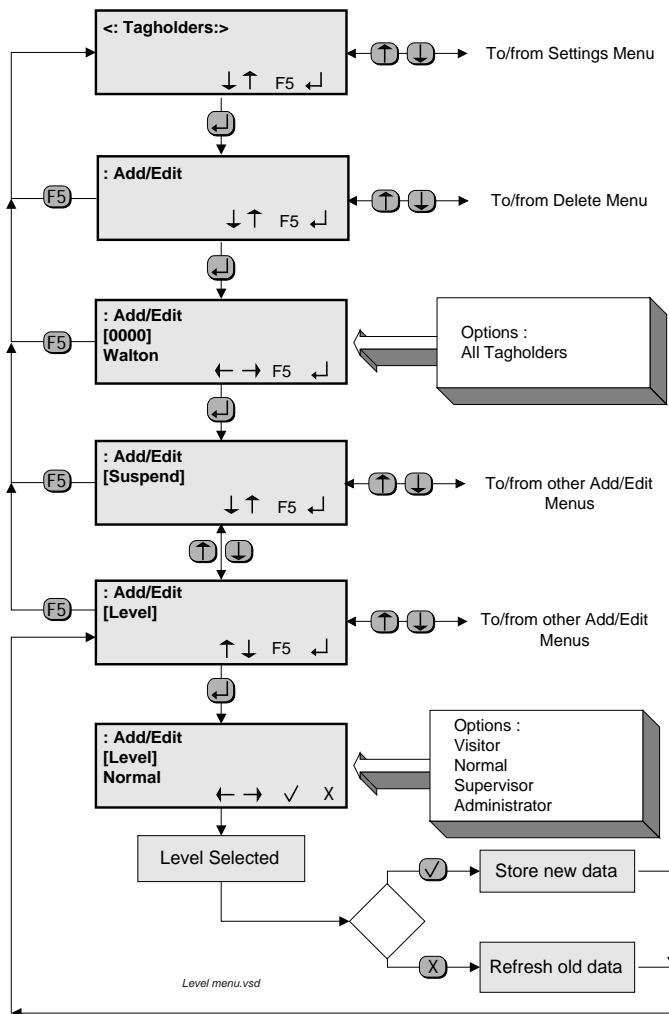 <: Tagholders:>
↓ ↑ F5 ↵
↑ ↓ To/from Settings Menu
↵
: Add/Edit
↓ ↑ F5 ↵
F5
↑ ↓ To/from Delete Menu
↵
: Add/Edit
[0000]
Walton
← → F5 ↵
F5
Options :
All Tagholders
↵
: Add/Edit
[Suspend]
↓ ↑ F5 ↵
F5
↑ ↓ To/from other Add/Edit
Menus
↑ ↓
: Add/Edit
[Level]
↑ ↓ F5 ↵
F5
↑ ↓ To/from other Add/Edit
Menus
↵
: Add/Edit
[Level]
Normal
← → √ X
Options :
Visitor
Normal
Supervisor
Administrator
Level Selected
√ Store new data
X Refresh old data
Level menu.vsd